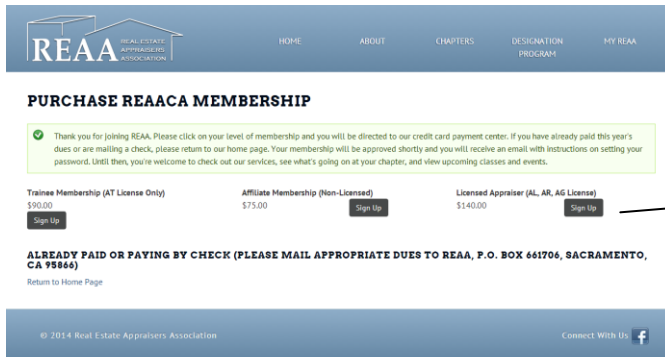 REAA REAL ESTATE
APPRAISERS
ASSOCIATION
HOME ABOUT CHAPTERS DESIGNATION PROGRAM MY REAA
PURCHASE REAACA MEMBERSHIP
Thank you for joining REAA. Please click on your level of membership and you will be directed to our credit card payment center. If you have already paid this year's
dues or are mailing a check, please return to our home page. Your membership will be approved shortly and you will receive an email with instructions on setting your
password. Until then, you're welcome to check out our services, see what's going on at your chapter, and view upcoming classes and events.
Trainee Membership (AT License Only) Affiliate Membership (Non-Licensed) Licensed Appraiser (AL, AR, AG License)
$90.00 $75.00 $140.00
Sign Up Sign Up Sign Up
ALREADY PAID OR PAYING BY CHECK (PLEASE MAIL APPROPRIATE DUES TO REAA, P.O. BOX 661706, SACRAMENTO,
CA 95866)
Return to Home Page
© 2014 Real Estate Appraisers Association Connect With Us f